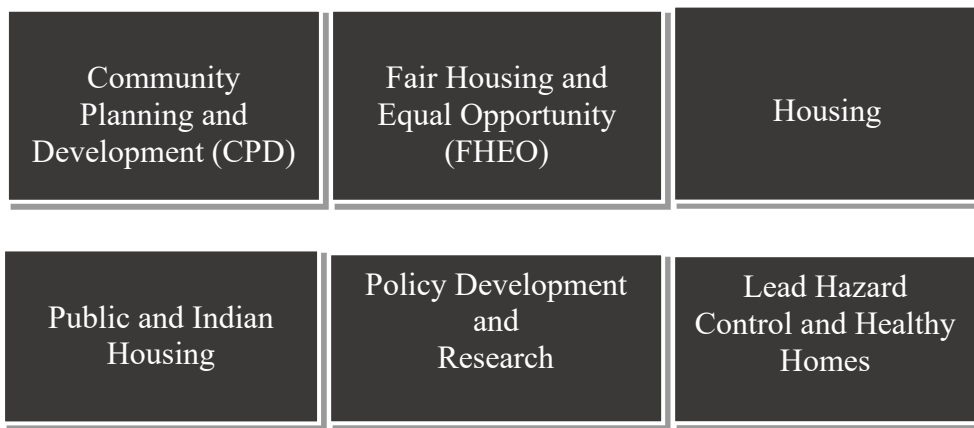 Community
Planning and
Development (CPD)
Fair Housing and
Equal Opportunity
(FHEO)
Housing
Public and Indian
Housing
Policy Development
and
Research
Lead Hazard
Control and Healthy
Homes